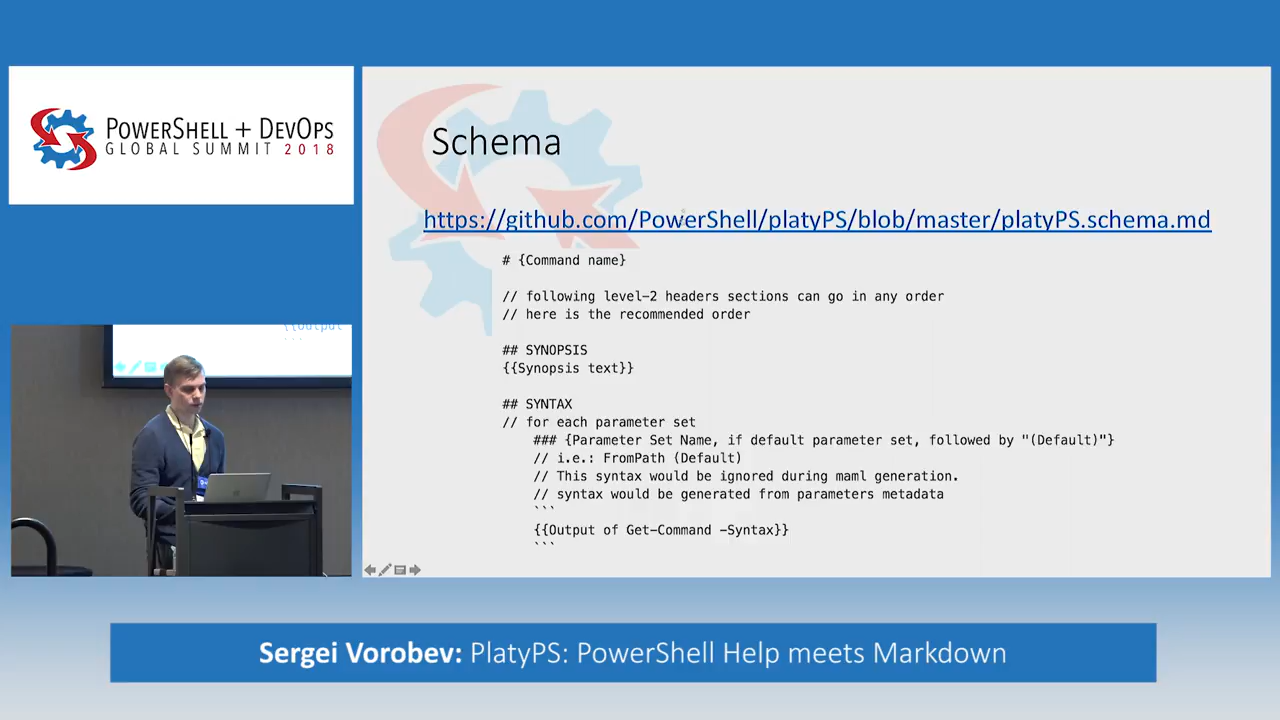 POWERSHELL + DEVOPS
GLOBAL SUMMIT 2018
Schema
https://github.com/PowerShell/platyPS/blob/master/platyPS.schema.md
# {Command name}
// following level-2 headers sections can go in any order
// here is the recommended order
## SYNOPSIS
{{Synopsis text}}
## SYNTAX
// for each parameter set
### {Parameter Set Name, if default parameter set, followed by "(Default)"}
// i.e.: FromPath (Default)
// This syntax would be ignored during maml generation.
// syntax would be generated from parameters metadata
```
{{Output of Get-Command -Syntax}}
```
{{Output
Sergei Vorobev: PlatyPS: PowerShell Help meets Markdown